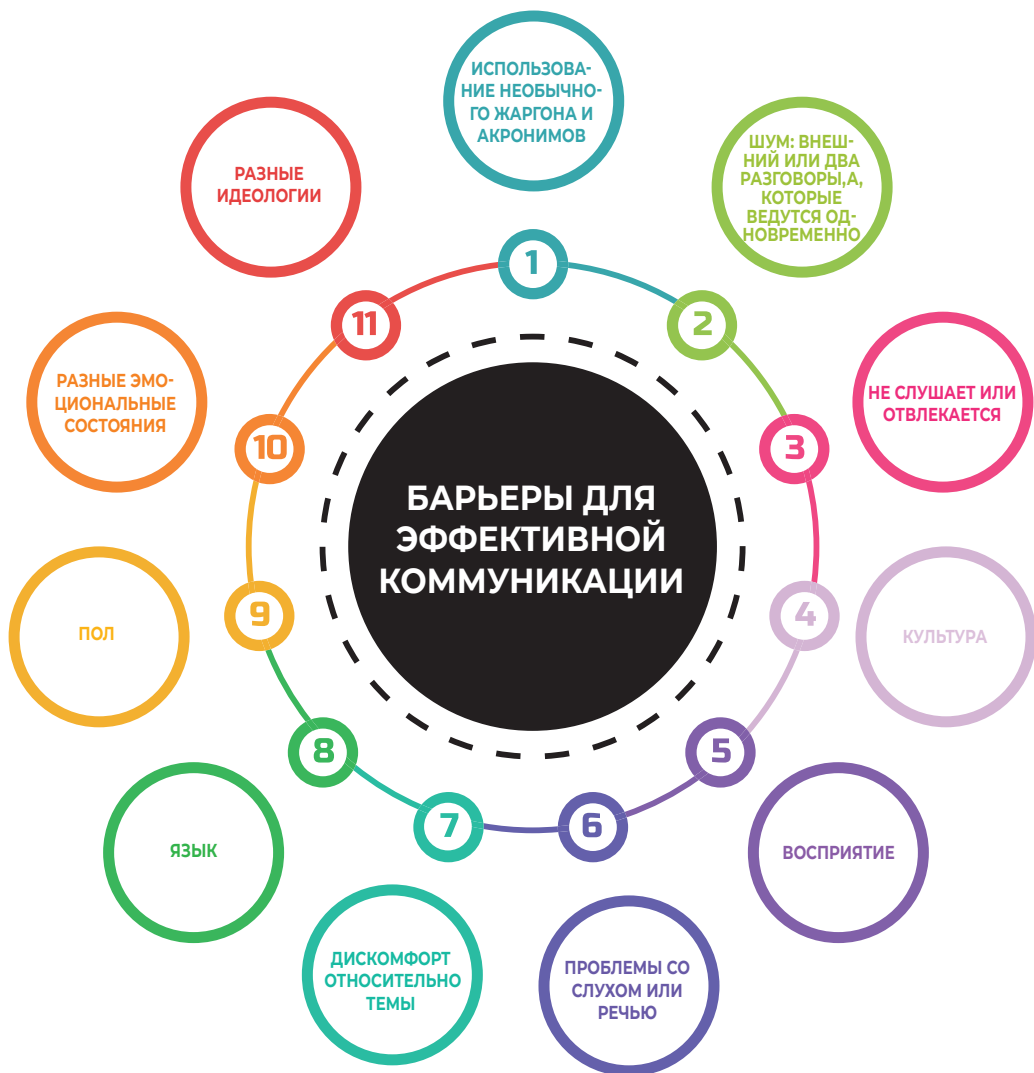 БАРЬЕРЫ ДЛЯ
ЭФФЕКТИВНОЙ
КОММУНИКАЦИИ
1
ИСПОЛЬЗОВА-
НИЕ НЕОБЫЧНО-
ГО ЖАРГОНА И
АКРОНИМОВ
2
ШУМ: ВНЕШ-
НИЙ ИЛИ ДВА
РАЗГОВОРЫ,А,
КОТОРЫЕ
ВЕДУТСЯ ОД-
НОВРЕМЕННО
3
НЕ СЛУШАЕТ ИЛИ
ОТВЛЕКАЕТСЯ
4
КУЛЬТУРА
5
ВОСПРИЯТИЕ
6
ПРОБЛЕМЫ СО
СЛУХОМ ИЛИ
РЕЧЬЮ
7
ДИСКОМФОРТ
ОТНОСИТЕЛЬНО
ТЕМЫ
8
ЯЗЫК
9
ПОЛ
10
РАЗНЫЕ ЭМО-
ЦИОНАЛЬНЫЕ
СОСТОЯНИЯ
11
РАЗНЫЕ
ИДЕОЛОГИИ